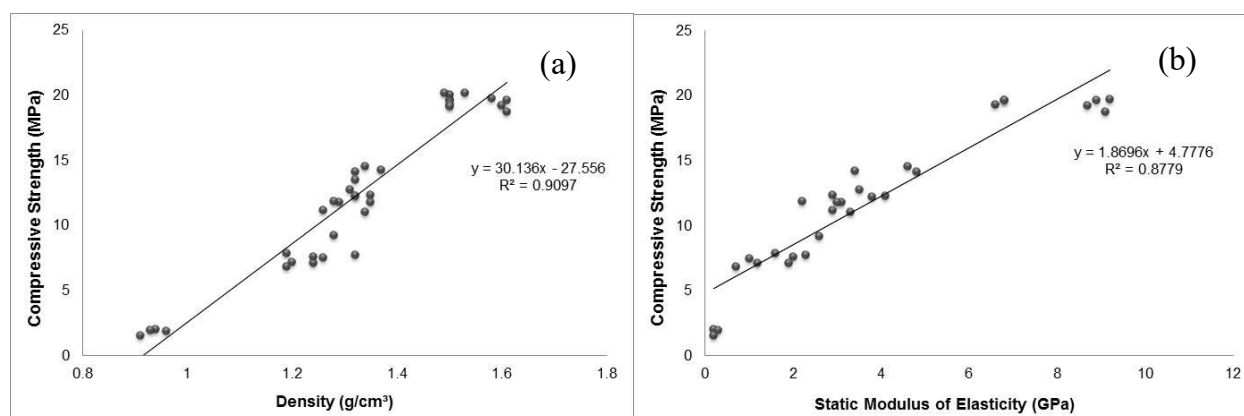 (a)
Compressive Strength (MPa)
25
20
15
10
5
0
y = 30.136x - 27.556
R² = 0.9097
0.8 1 1.2 1.4 1.6 1.8
Density (g/cm³)
(b)
Compressive Strength (MPa)
25
20
15
10
5
0
y = 1.8696x + 4.7776
R² = 0.8779
0 2 4 6 8 10 12
Static Modulus of Elasticity (GPa)